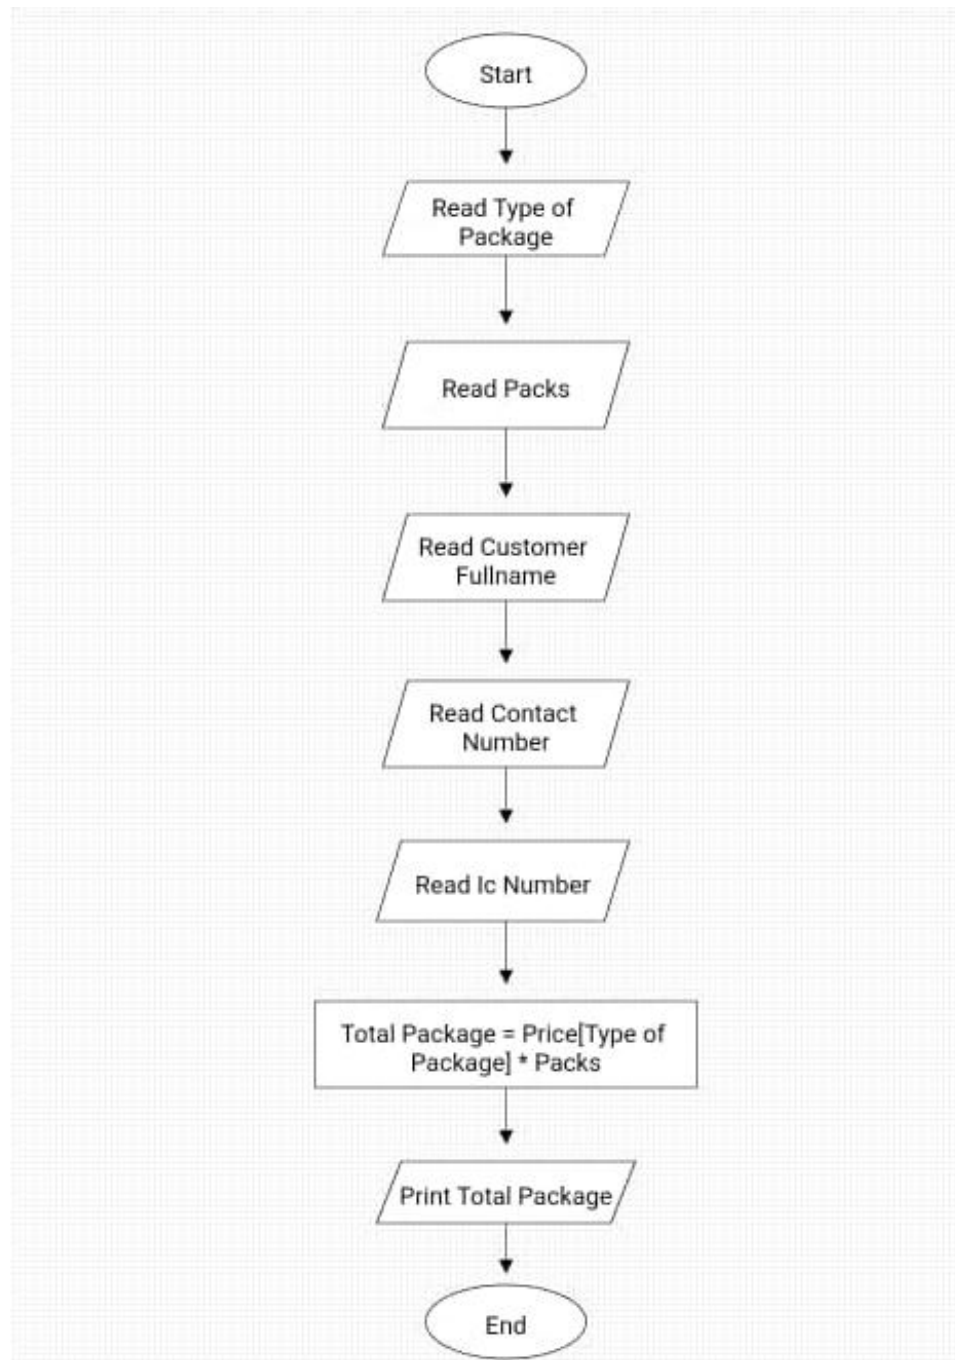 Start
Read Type of
Package
Read Packs
Read Customer
Fullname
Read Contact
Number
Read Ic Number
Total Package = Price[Type of
Package] * Packs
Print Total Package
End